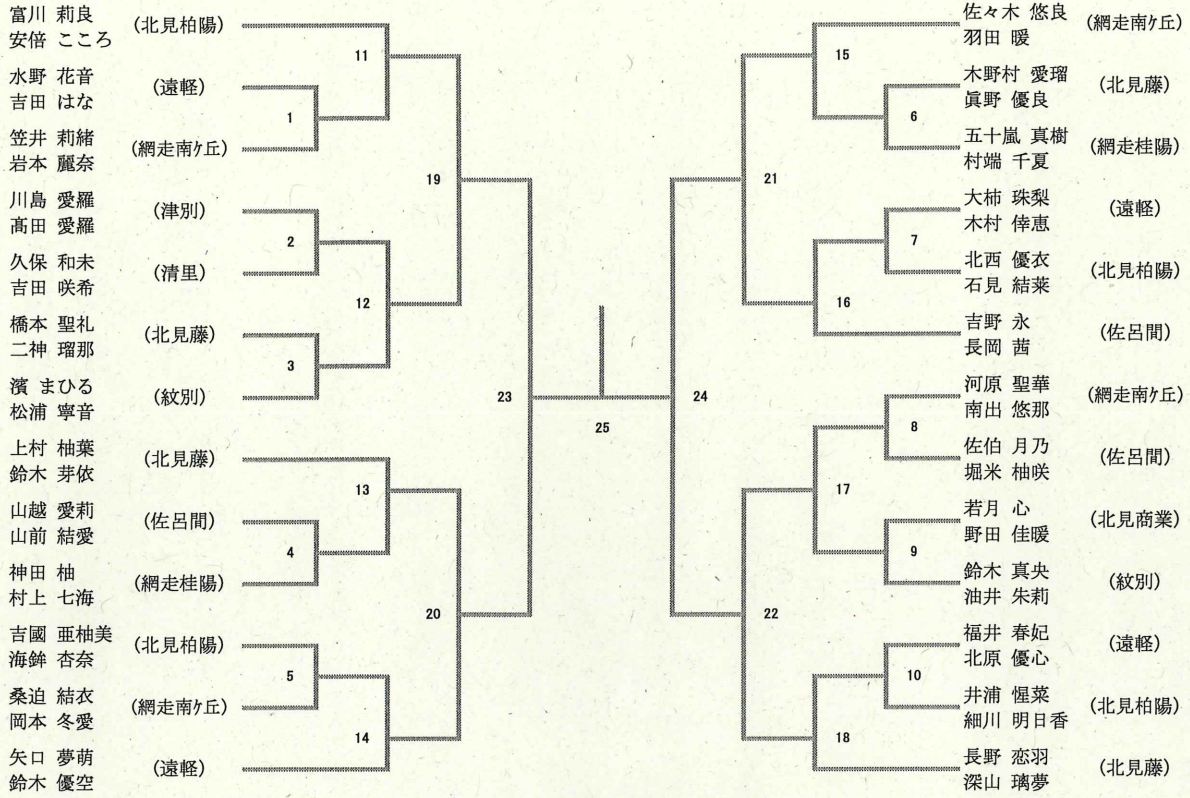 富川 莉良
安倍 こころ
(北見柏陽)
水野 花音
吉田 はな
(遠軽)
笠井 莉緒
岩本 麗奈
(網走南ケ丘)
川島 愛羅
髙田 愛羅
(津別)
久保 和未
吉田 咲希
(清里)
橋本 聖礼
二神 瑠那
(北見藤)
濱 まひる
松浦 寧音
(紋別)
上村 柚葉
鈴木 芽依
(北見藤)
山越 愛莉
山前 結愛
(佐呂間)
神田 柚
村上 七海
(網走桂陽)
吉國 亜柚美
海鉾 杏奈
(北見柏陽)
桑迫 結衣
岡本 冬愛
(網走南ケ丘)
矢口 夢萌
鈴木 優空
(遠軽)
11
1
19
2
12
3
23
13
4
20
5
14
25
15
6
21
7
16
24
8
17
9
22
10
18
佐々木 悠良
羽田 暖
(網走南ケ丘)
木野村 愛瑠
眞野 優良
(北見藤)
五十嵐 真樹
村端 千夏
(網走桂陽)
大柿 珠梨
木村 倖恵
(遠軽)
北西 優衣
石見 結菜
(北見柏陽)
吉野 永
長岡 茜
(佐呂間)
河原 聖華
南出 悠那
(網走南ケ丘)
佐伯 月乃
堀米 柚咲
(佐呂間)
若月 心
野田 佳暖
(北見商業)
鈴木 真央
油井 朱莉
(紋別)
福井 春妃
北原 優心
(遠軽)
井浦 惺菜
細川 明日香
(北見柏陽)
長野 恋羽
深山 璃夢
(北見藤)